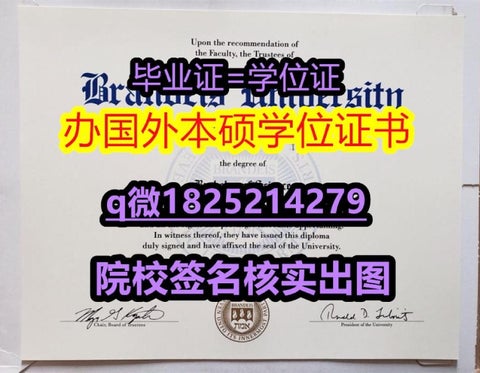 Upon the recommendation of
the Faculty, the Trustees of
毕业证=学位证
Brandeis University
办国外本硕学位证书
the degree of
q微1825214279
In witness thereof, they have issued this diploma
duly signed and have affixed the seal of the University.
院校签名核实出图
BRANDEIS
Chair, Board of Trustees
President of the University